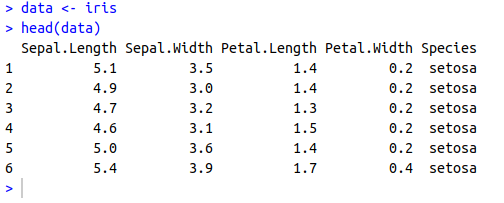 > data <- iris
> head(data)
  Sepal.Length Sepal.Width Petal.Length Petal.Width Species
1          5.1         3.5          1.4         0.2  setosa
2          4.9         3.0          1.4         0.2  setosa
3          4.7         3.2          1.3         0.2  setosa
4          4.6         3.1          1.5         0.2  setosa
5          5.0         3.6          1.4         0.2  setosa
6          5.4         3.9          1.7         0.4  setosa
>